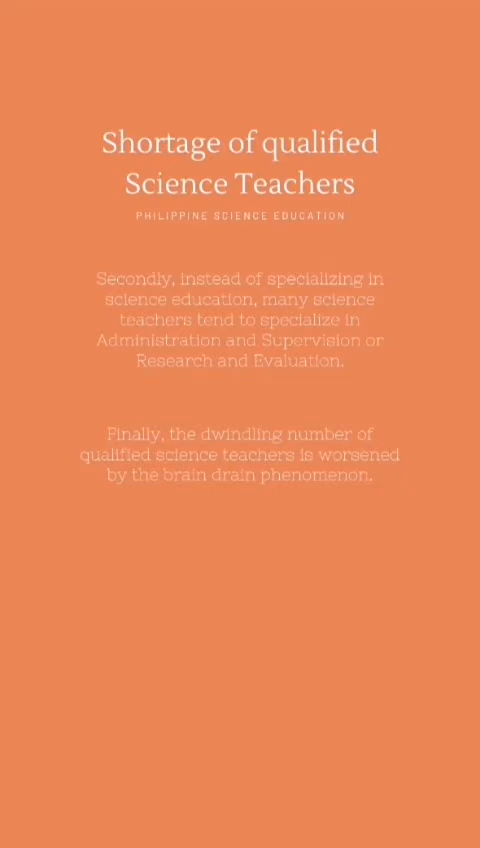 Shortage of qualified
Science Teachers
PHILIPPINE SCIENCE EDUCATION
Secondly, instead of specializing in
science education, many science
teachers tend to specialize in
Administration and Supervision or
Research and Evaluation.
Finally, the dwindling number of
qualified science teachers is worsened
by the brain drain phenomenon.